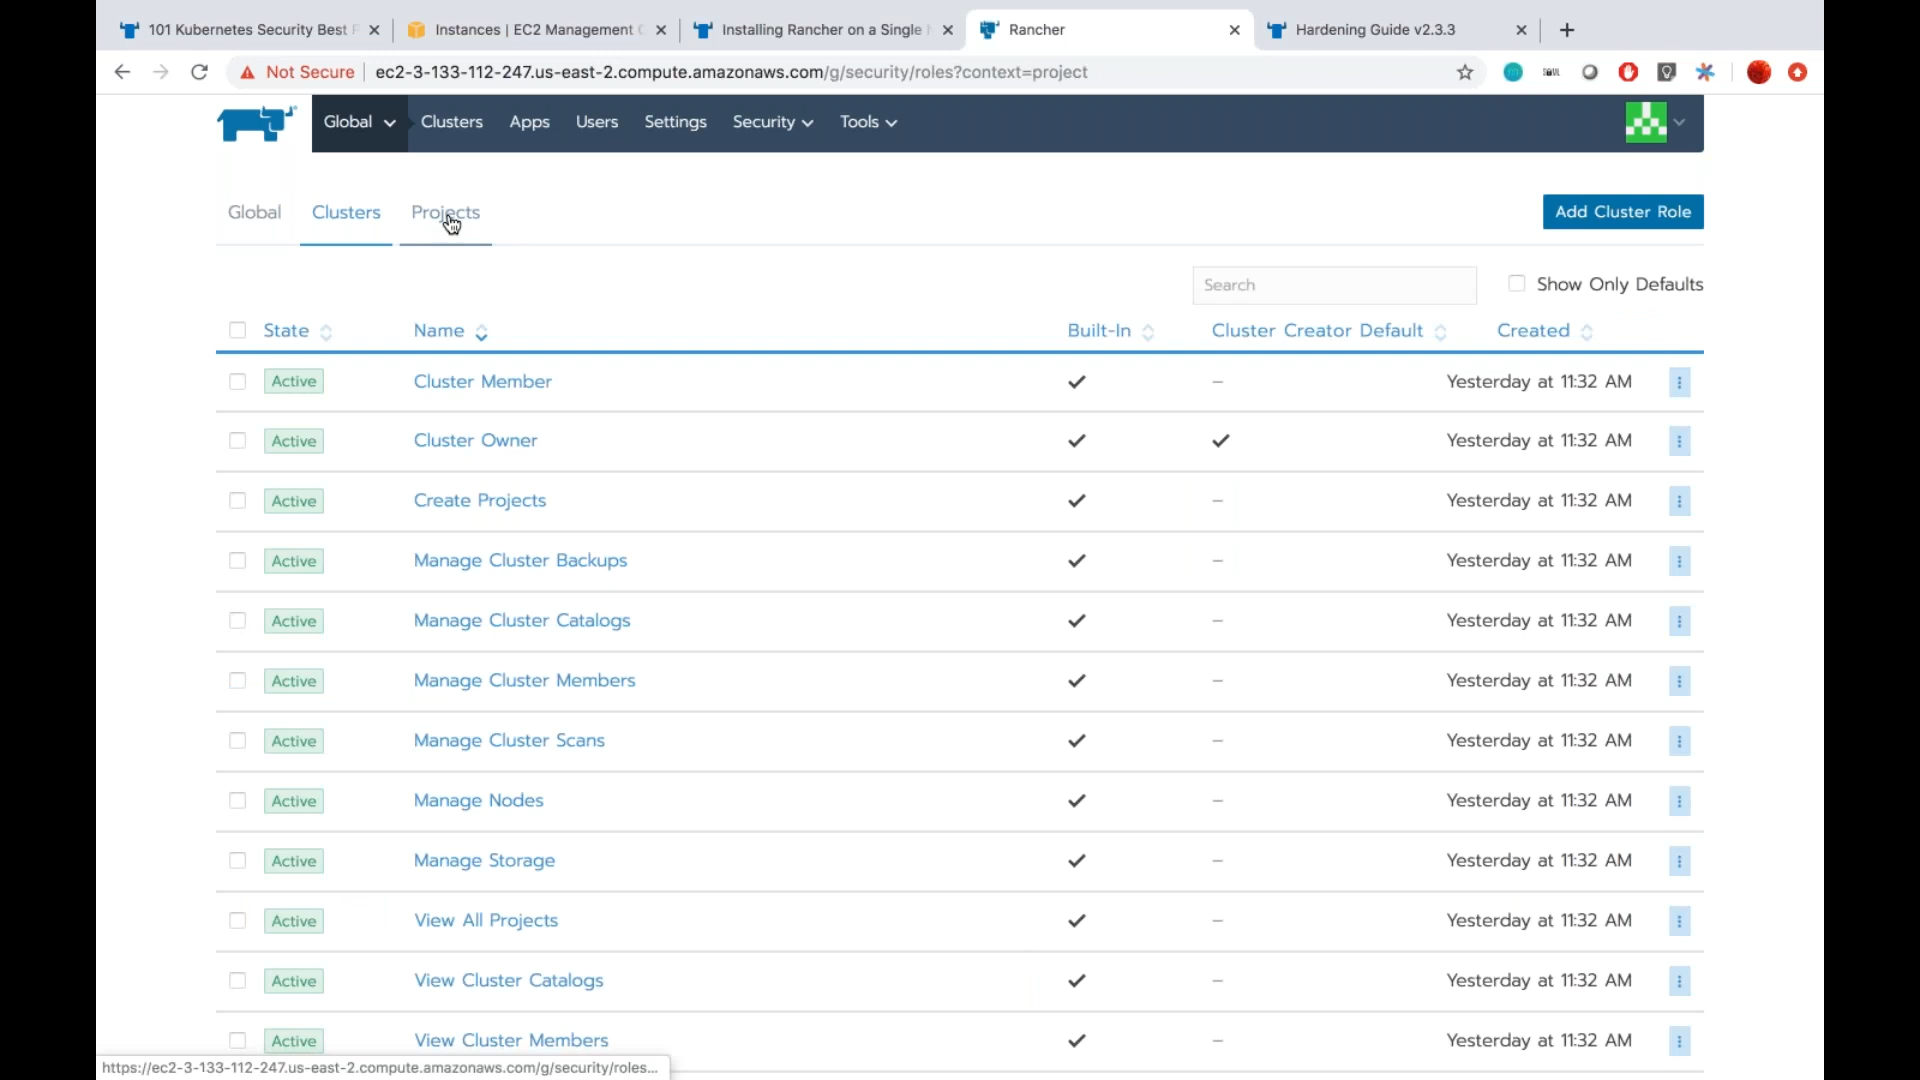 101 Kubernetes Security Best
Instances | EC2 Management
Installing Rancher on a Single
Rancher
Hardening Guide v2.3.3
Not Secure
ec2-3-133-112-247.us-east-2.compute.amazonaws.com/g/security/roles?context=project
Global Clusters Apps Users Settings Security Tools
Global Clusters Projects
Add Cluster Role
Search
Show Only Defaults
State Name Built-In Cluster Creator Default Created
Active Cluster Member – Yesterday at 11:32 AM
Active Cluster Owner Yesterday at 11:32 AM
Active Create Projects – Yesterday at 11:32 AM
Active Manage Cluster Backups – Yesterday at 11:32 AM
Active Manage Cluster Catalogs – Yesterday at 11:32 AM
Active Manage Cluster Members – Yesterday at 11:32 AM
Active Manage Cluster Scans – Yesterday at 11:32 AM
Active Manage Nodes – Yesterday at 11:32 AM
Active Manage Storage – Yesterday at 11:32 AM
Active View All Projects – Yesterday at 11:32 AM
Active View Cluster Catalogs – Yesterday at 11:32 AM
Active View Cluster Members – Yesterday at 11:32 AM
https://ec2-3-133-112-247.us-east-2.compute.amazonaws.com/g/security/roles...